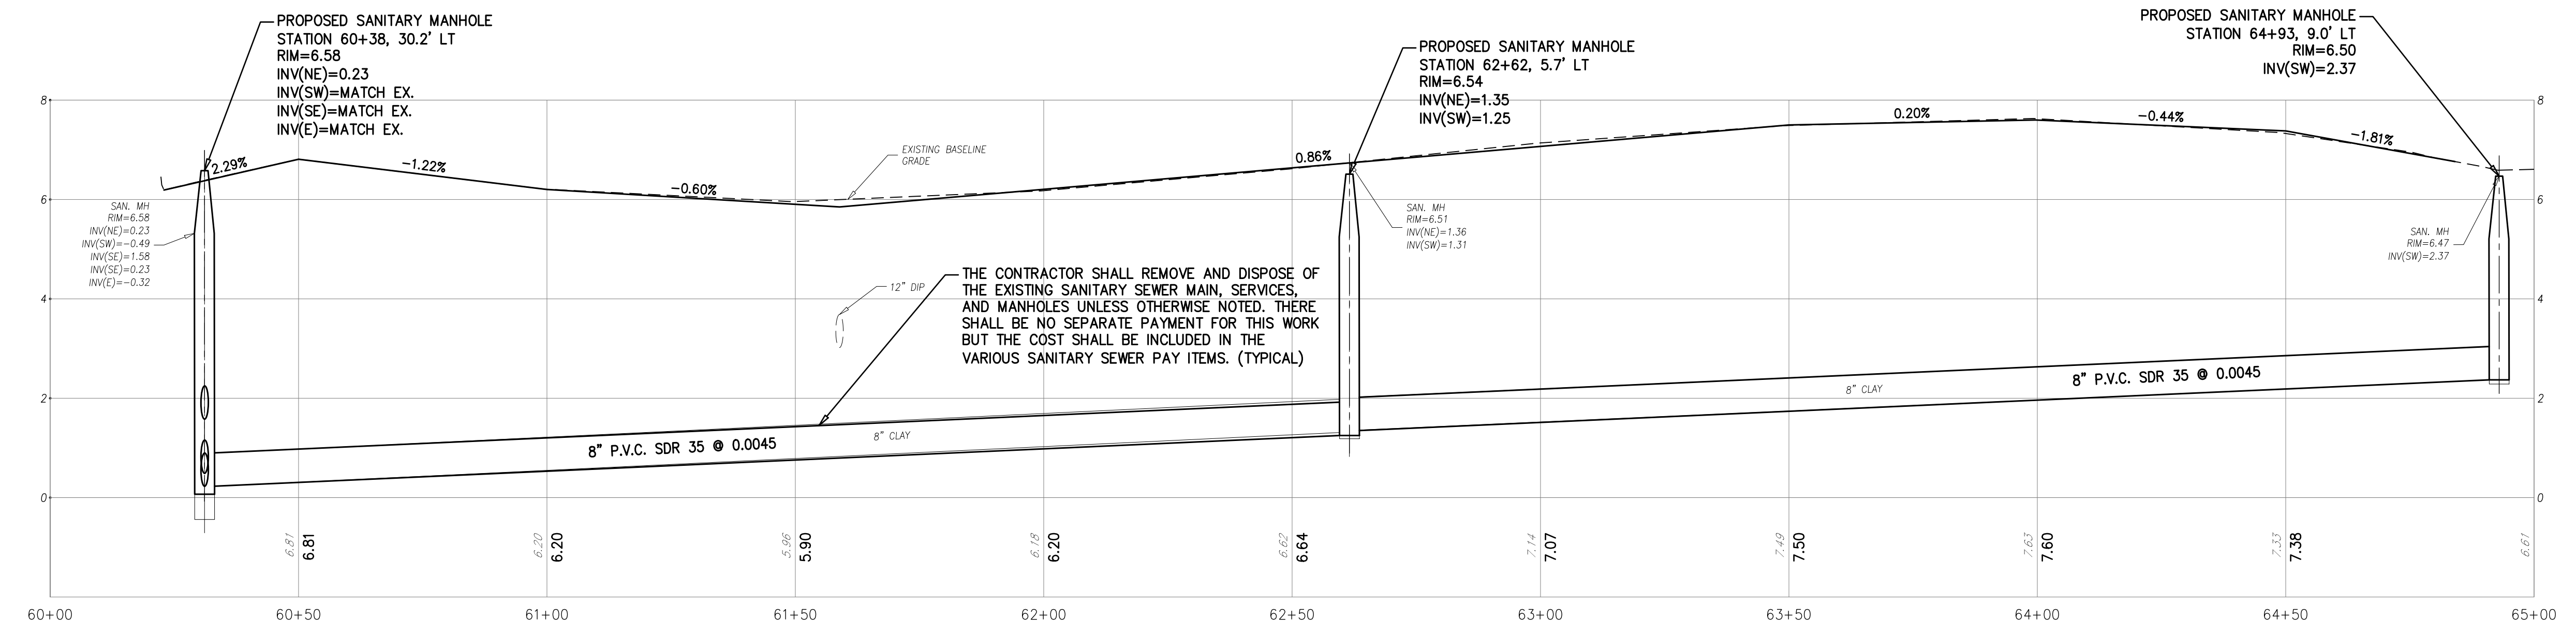 PROPOSED SANITARY MANHOLE
STATION 60+38, 30.2' LT
RIM=6.58
INV(NE)=0.23
INV(SW)=MATCH EX.
INV(SE)=MATCH EX.
INV(E)=MATCH EX.
PROPOSED SANITARY MANHOLE
STATION 62+62, 5.7' LT
RIM=6.54
INV(NE)=1.35
INV(SW)=1.25
PROPOSED SANITARY MANHOLE
STATION 64+93, 9.0' LT
RIM=6.50
INV(SW)=2.37
8
8
2.29%
-1.22%
-0.60%
EXISTING BASELINE
GRADE
0.86%
0.20%
-0.44%
-1.81%
6
6
SAN. MH
RIM=6.58
INV(NE)=0.23
INV(SW)=-0.49
INV(SE)=1.58
INV(SE)=0.23
INV(E)=-0.32
SAN. MH
RIM=6.51
INV(NE)=1.36
INV(SW)=1.31
SAN. MH
RIM=6.47
INV(SW)=2.37
12" DIP
THE CONTRACTOR SHALL REMOVE AND DISPOSE OF
THE EXISTING SANITARY SEWER MAIN, SERVICES,
AND MANHOLES UNLESS OTHERWISE NOTED. THERE
SHALL BE NO SEPARATE PAYMENT FOR THIS WORK
BUT THE COST SHALL BE INCLUDED IN THE
VARIOUS SANITARY SEWER PAY ITEMS. (TYPICAL)
4
4
2
2
8" P.V.C. SDR 35 @ 0.0045
8" CLAY
8" CLAY
8" P.V.C. SDR 35 @ 0.0045
0
0
6.81
6.81
6.20
6.20
5.96
5.90
6.18
6.20
6.62
6.64
7.14
7.07
7.49
7.50
7.63
7.60
7.33
7.38
6.61
60+00
60+50
61+00
61+50
62+00
62+50
63+00
63+50
64+00
64+50
65+00